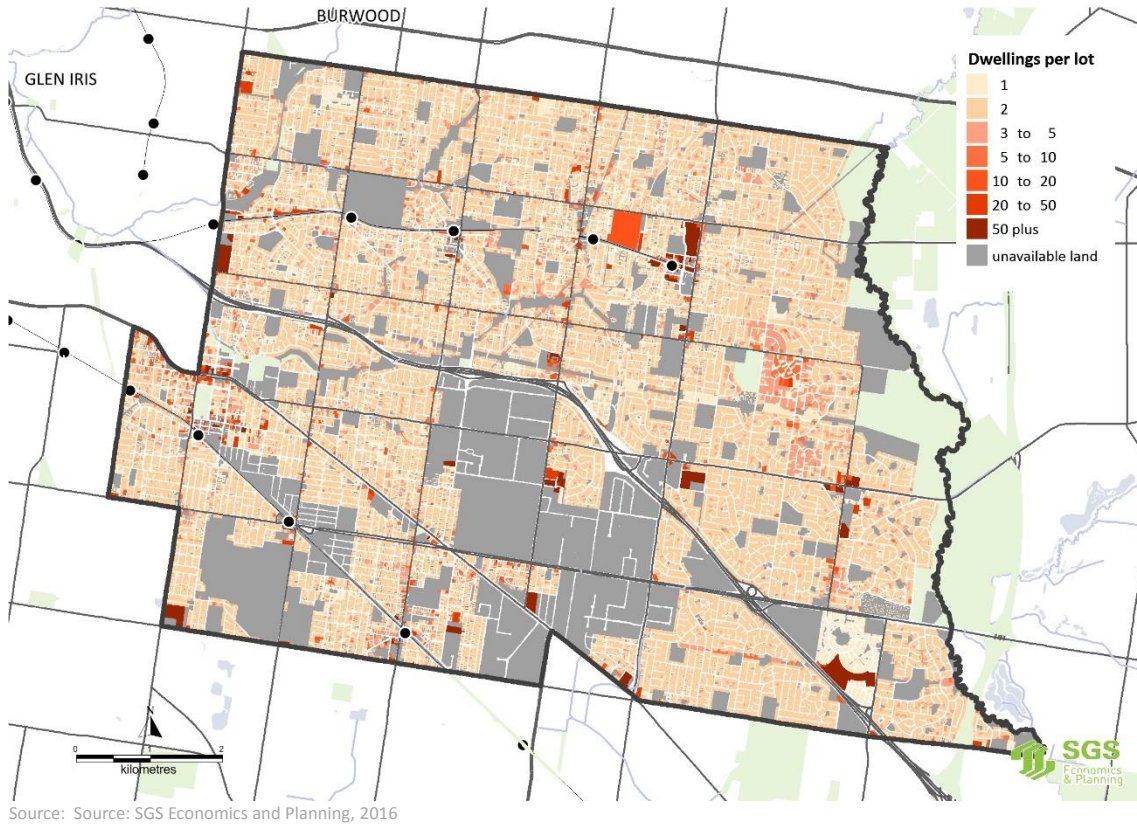 BURWOOD
GLEN IRIS
Dwellings per lot
1
2
3 to 5
5 to 10
10 to 20
20 to 50
50 plus
unavailable land
N
0 1 2
kilometres
SGS
Economics
& Planning
Source: Source: SGS Economics and Planning, 2016